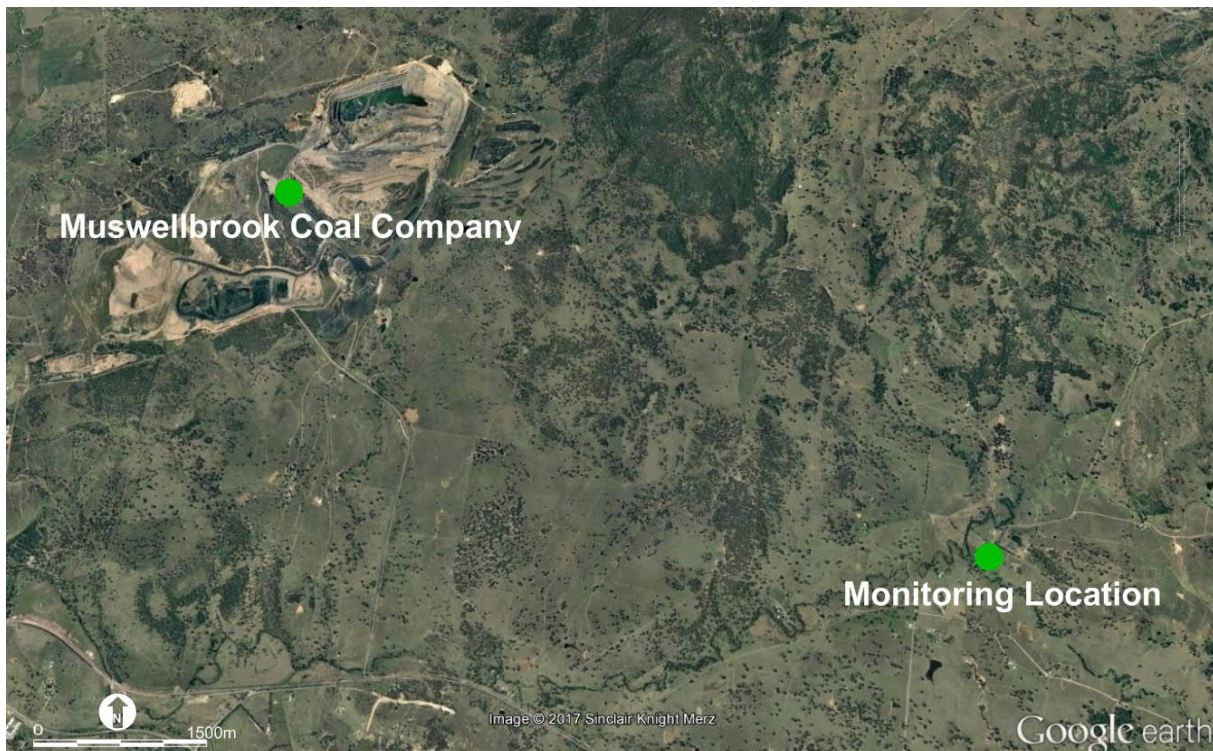 Muswellbrook Coal Company
Monitoring Location
N
0
1500m
Image © 2017 Sinclair Knight Merz
Google earth